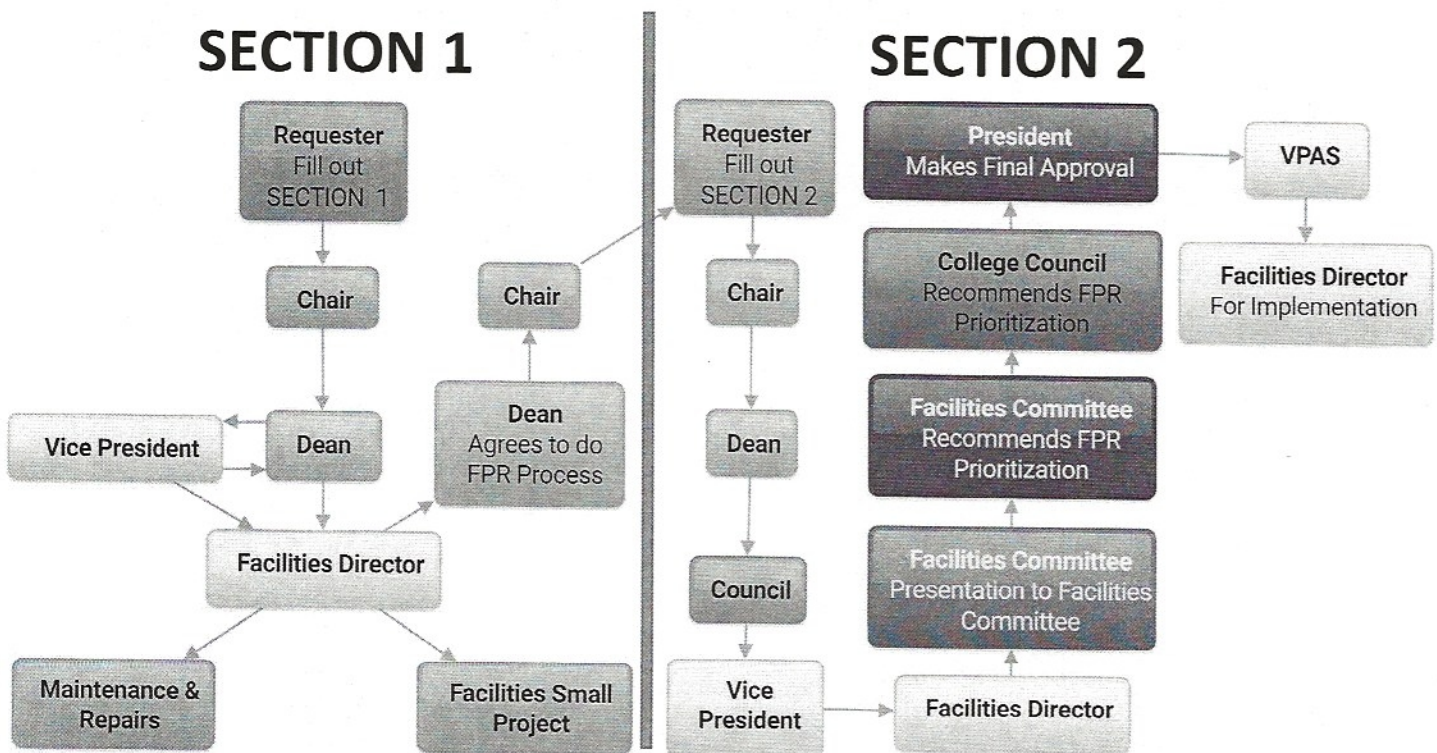 SECTION 1
Requester
Fill out
SECTION 1
Chair
Vice President
Dean
Facilities Director
Maintenance &
Repairs
Facilities Small
Project
Dean
Agrees to do
FPR Process
Chair
SECTION 2
Requester
Fill out
SECTION 2
Chair
Dean
Council
Vice
President
Facilities Director
Facilities Committee
Presentation to Facilities
Committee
Facilities Committee
Recommends FPR
Prioritization
College Council
Recommends FPR
Prioritization
President
Makes Final Approval
VPAS
Facilities Director
For Implementation